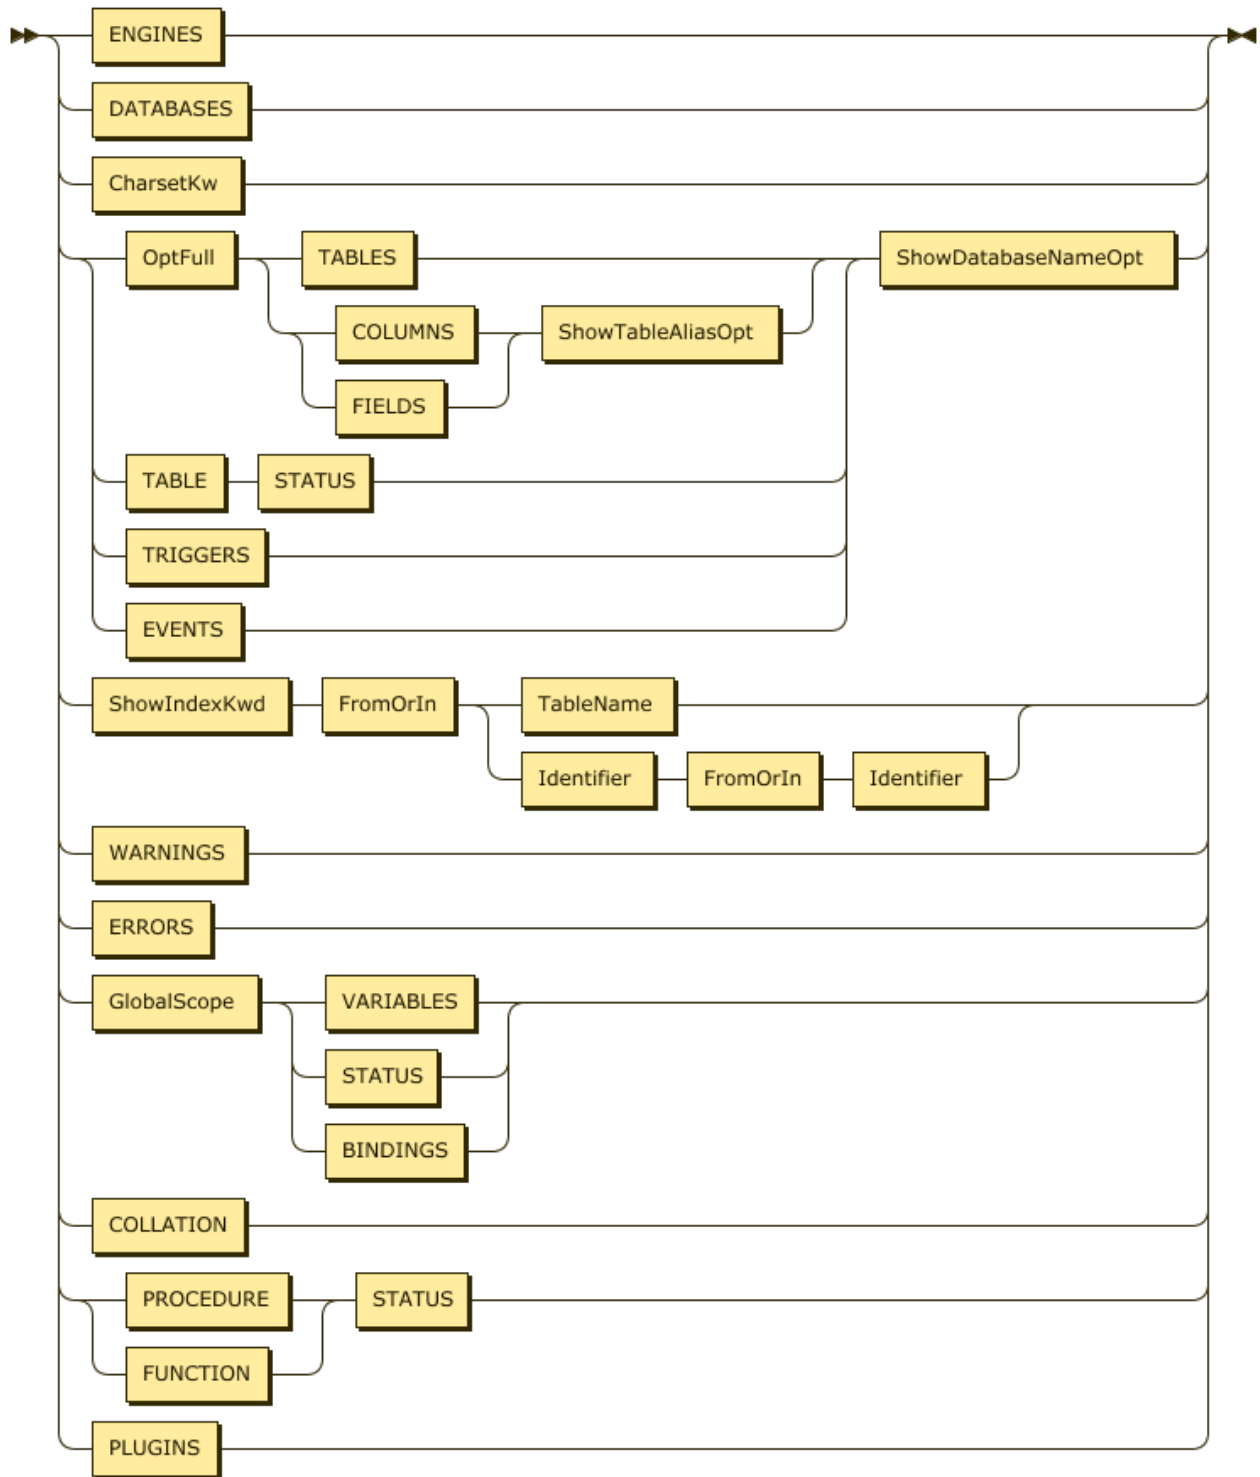 ENGINES
DATABASES
CharsetKw
OptFull TABLES ShowDatabaseNameOpt
COLUMNS ShowTableAliasOpt
FIELDS
TABLE STATUS
TRIGGERS
EVENTS
ShowIndexKwd FromOrIn TableName
Identifier FromOrIn Identifier
WARNINGS
ERRORS
GlobalScope VARIABLES
STATUS
BINDINGS
COLLATION
PROCEDURE STATUS
FUNCTION
PLUGINS